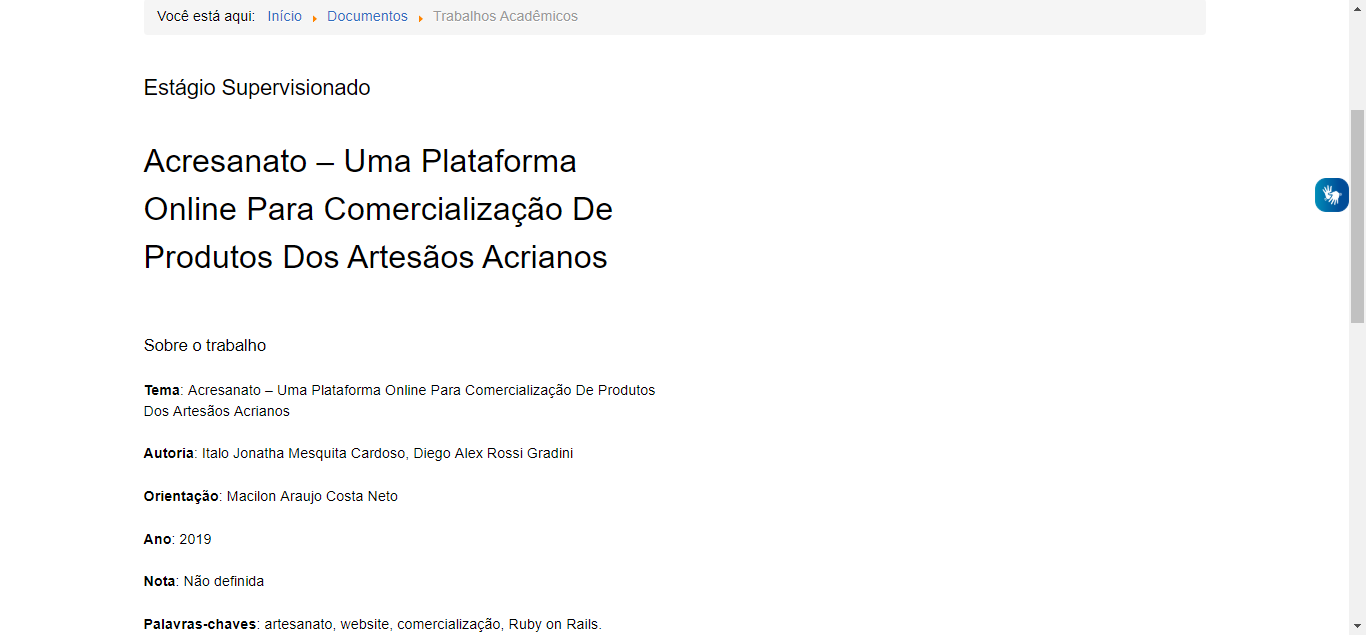 Você está aqui: Início Documentos Trabalhos Acadêmicos
Estágio Supervisionado
Acresanato – Uma Plataforma
Online Para Comercialização De
Produtos Dos Artesãos Acrianos
Sobre o trabalho
Tema: Acresanato – Uma Plataforma Online Para Comercialização De Produtos
Dos Artesãos Acrianos
Autoria: Italo Jonatha Mesquita Cardoso, Diego Alex Rossi Gradini
Orientação: Macilon Araujo Costa Neto
Ano: 2019
Nota: Não definida
Palavras-chaves: artesanato, website, comercialização, Ruby on Rails.